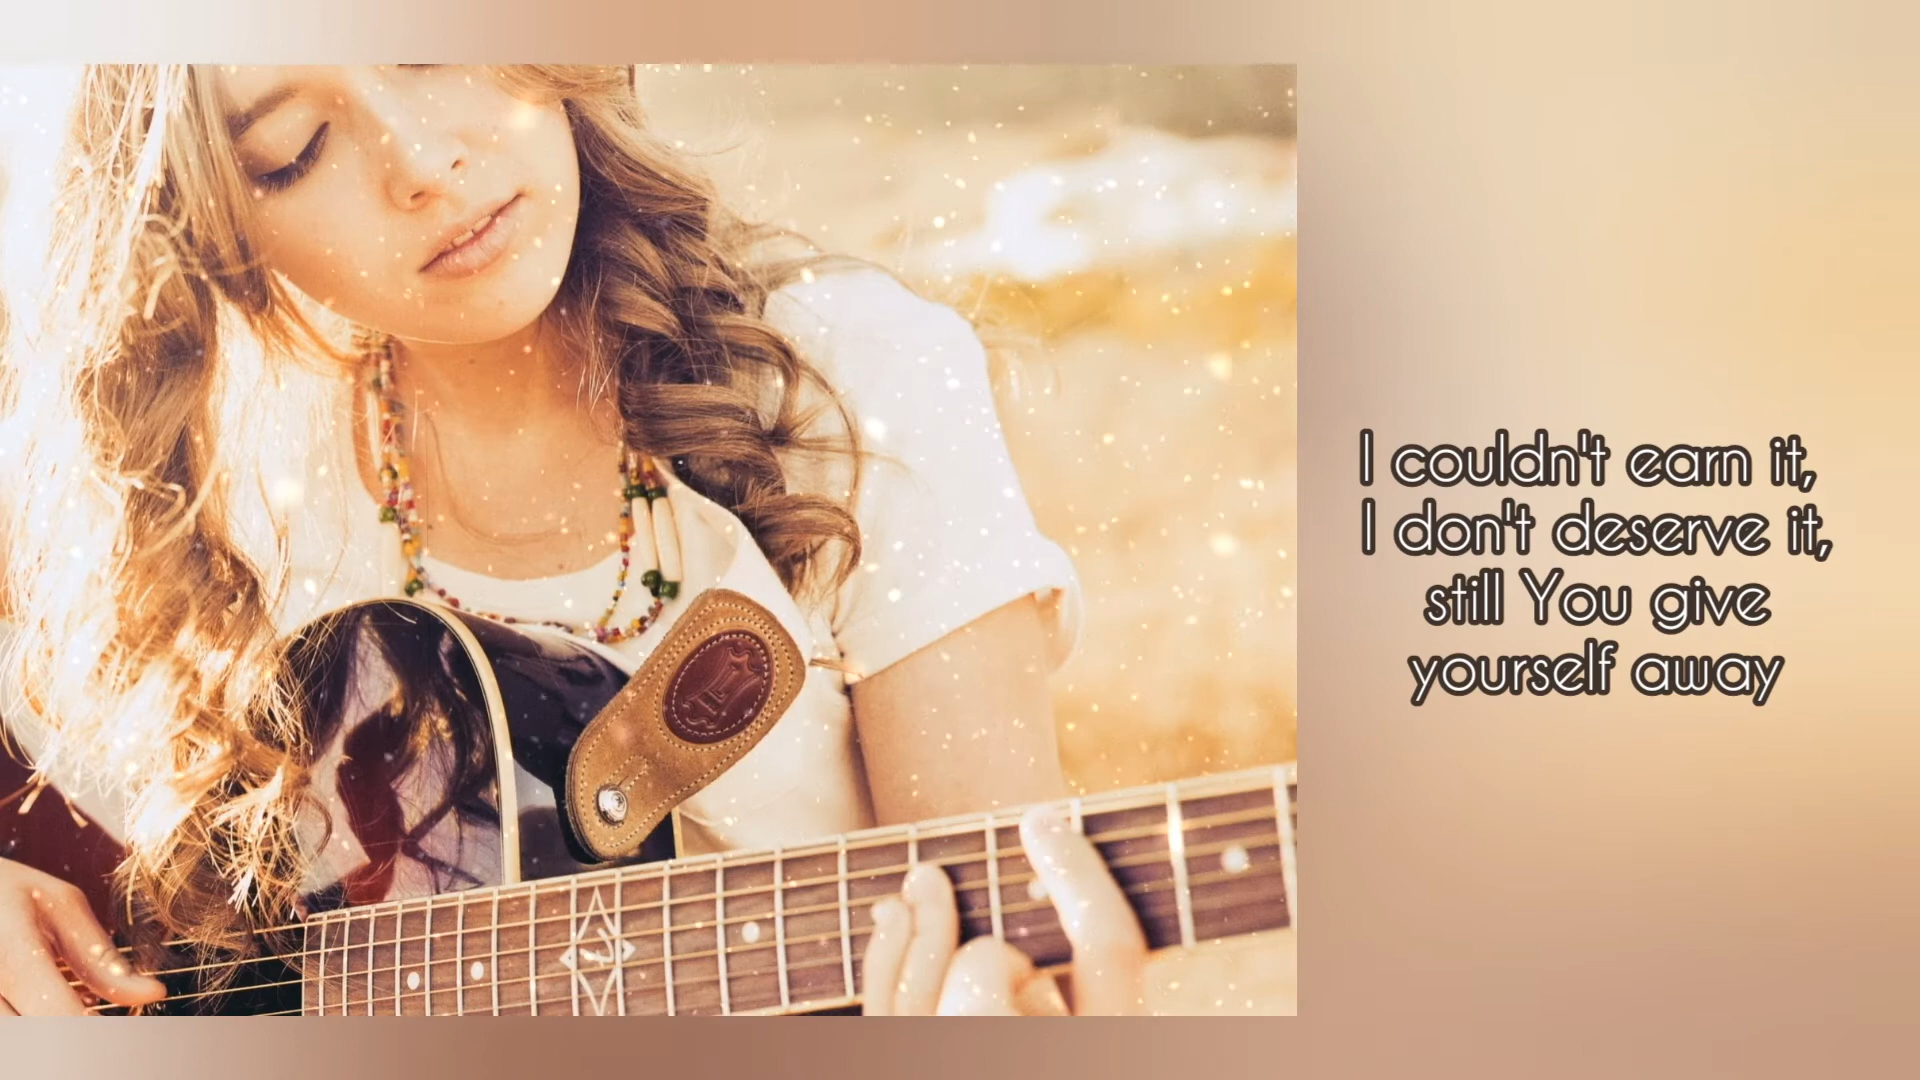 I couldn't earn it,
I don't deserve it,
still You give
yourself away